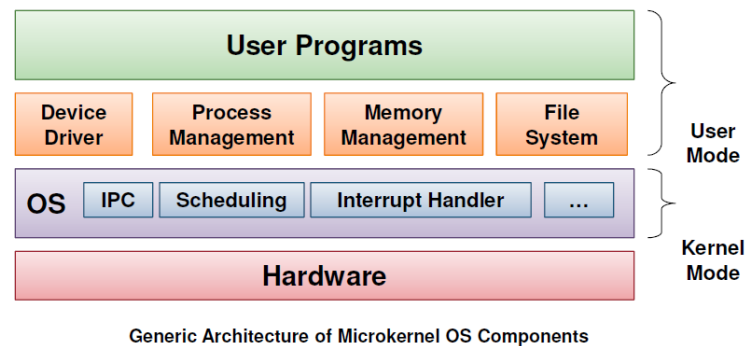 User Programs
Device
Driver
Process
Management
Memory
Management
File
System
User
Mode
OS
IPC
Scheduling
Interrupt Handler
...
Kernel
Mode
Hardware
Generic Architecture of Microkernel OS Components